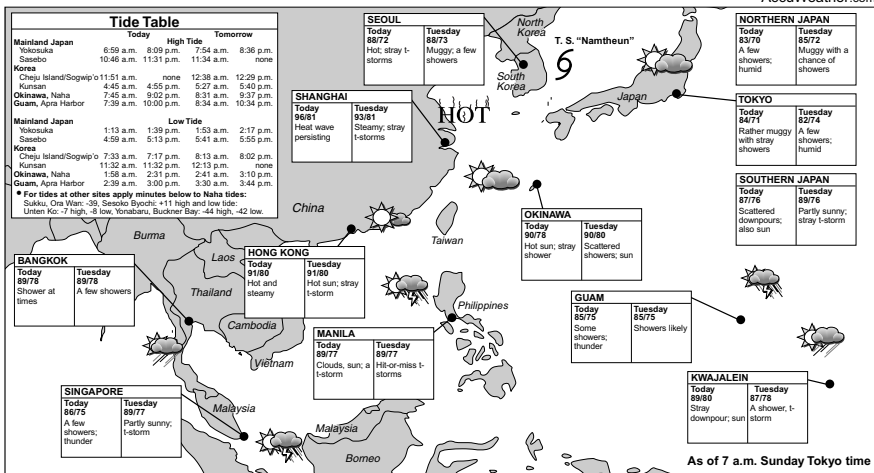 AccuWeather.com
Tide Table
Today Tomorrow
High Tide
Mainland Japan
Yokosuka 6:59 a.m. 8:09 p.m. 7:54 a.m. 8:36 p.m.
Sasebo 10:46 a.m. 11:31 p.m. 11:34 a.m. none
Korea
Cheju Island/Sogwip'o 11:51 a.m. none 12:38 a.m. 12:29 p.m.
Kunsan 4:45 a.m. 4:55 p.m. 5:27 a.m. 5:40 p.m.
Okinawa, Naha 7:45 a.m. 9:02 p.m. 8:31 a.m. 9:37 p.m.
Guam, Apra Harbor 7:39 a.m. 10:00 p.m. 8:34 a.m. 10:34 p.m.
Mainland Japan Low Tide
Yokosuka 1:13 a.m. 1:39 p.m. 1:53 a.m. 2:17 p.m.
Sasebo 4:59 a.m. 5:13 p.m. 5:41 a.m. 5:55 p.m.
Korea
Cheju Island/Sogwip'o 7:33 a.m. 7:17 p.m. 8:13 a.m. 8:02 p.m.
Kunsan 11:32 a.m. 11:32 p.m. 12:13 p.m. none
Okinawa, Naha 1:58 a.m. 2:31 p.m. 2:41 a.m. 3:10 p.m.
Guam, Apra Harbor 2:39 a.m. 3:00 p.m. 3:30 a.m. 3:44 p.m.
• For tides at other sites apply minutes below to Naha tides:
Sukku, Ora Wan: -39, Sesoko Byochi: +11 high and low tide:
Unten Ko: -7 high, -8 low, Yonabaru, Buckner Bay: -44 high, -42 low.
SEOUL
Today Tuesday
88/72 88/73
Hot; stray t- Muggy; a few
storms showers
North
Korea
South
Korea
T. S. "Namtheun"
Japan
NORTHERN JAPAN
Today Tuesday
83/70 85/72
A few Muggy with
showers; a chance of
humid showers
SHANGHAI
Today Tuesday
96/81 93/81
Heat wave Steamy; stray
persisting t-storms
HOT
TOKYO
Today Tuesday
84/71 82/74
Rather muggy A few
with stray showers;
showers humid
SOUTHERN JAPAN
Today Tuesday
87/76 89/76
Scattered Partly sunny;
downpours; stray t-storm
also sun
China
Taiwan
OKINAWA
Today Tuesday
90/78 90/80
Hot sun; stray Scattered
shower showers; sun
Burma
Laos
Thailand
Cambodia
Vietnam
HONG KONG
Today Tuesday
91/80 91/80
Hot and Hot sun; stray
steamy t-storm
BANGKOK
Today Tuesday
89/78 89/78
Shower at A few showers
times
Philippines
GUAM
Today Tuesday
85/75 85/75
Some Showers likely
showers;
thunder
MANILA
Today Tuesday
89/77 89/77
Clouds, sun; a Hit-or-miss t-
t-storm storms
KWAJALEIN
Today Tuesday
89/80 87/78
Stray A shower, t-
downpour; sun storm
SINGAPORE
Today Tuesday
86/75 89/77
A few Partly sunny;
showers; t-storm
thunder
Malaysia
Malaysia
Borneo
As of 7 a.m. Sunday Tokyo time